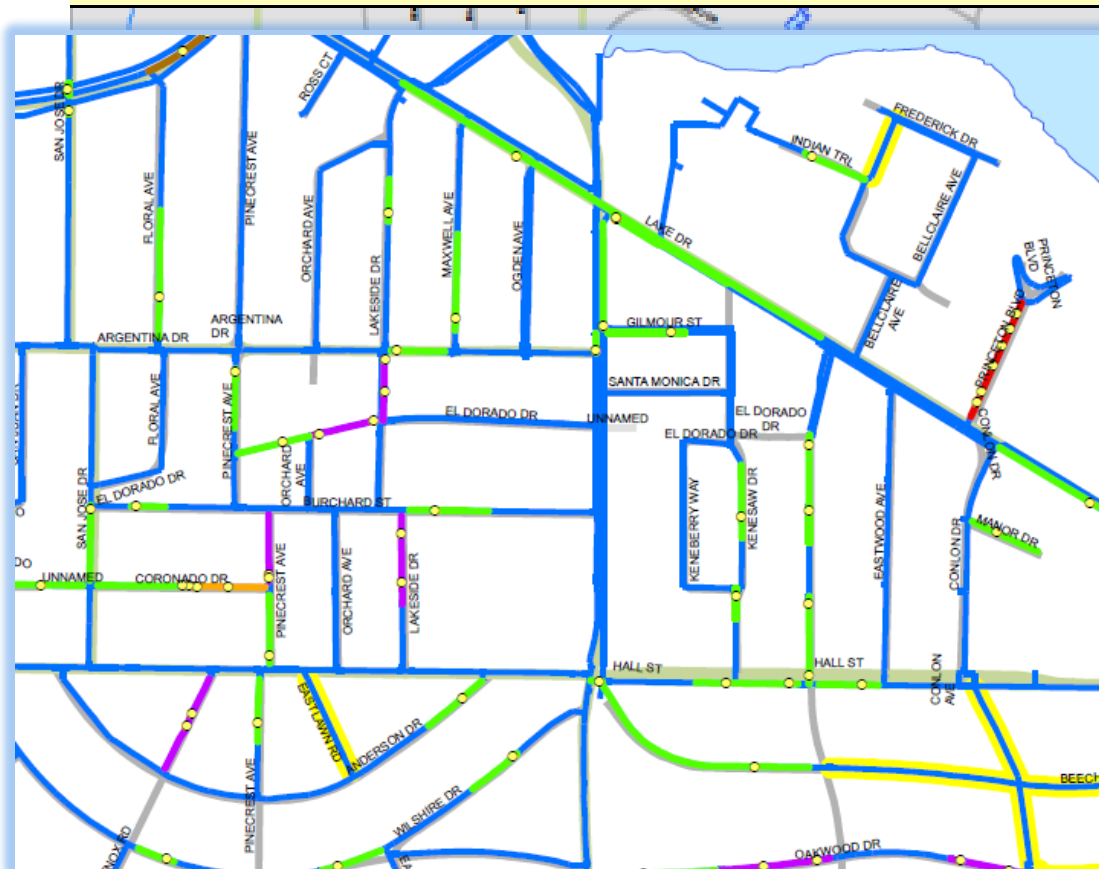 ROSS CT
SAN JOSE DR
FLORAL AVE
PINECREST AVE
ORCHARD AVE
LAKESIDE DR
MAXWELL AVE
OGDEN AVE
LAKE DR
INDIAN TRL
FREDERICK DR
BELLCLAIRE AVE
BELLCLAIRE
AVE
PRINCETON
BLVD
PRINCETON BLVD
ARGENTINA DR
ARGENTINA
DR
GILMOUR ST
SANTA MONICA DR
UNNAMED
EL DORADO DR
EL DORADO
DR
EL DORADO DR
FLORAL AVE
PINECREST AVE
ORCHARD
AVE
EL DORADO DR
SAN JOSE DR
BURCHARD ST
KENEBERRY WAY
KENESAW DR
EASTWOOD AVE
CONLON DR
CONLON DR
MANOR DR
UNNAMED
CORONADO DR
PINECREST AVE
ORCHARD AVE
LAKESIDE DR
HALL ST
HALL ST
CONLON
AVE
EASTLAWN RD
ANDERSON DR
PINECREST AVE
WILSHIRE DR
NOX RD
BEECH
OAKWOOD DR